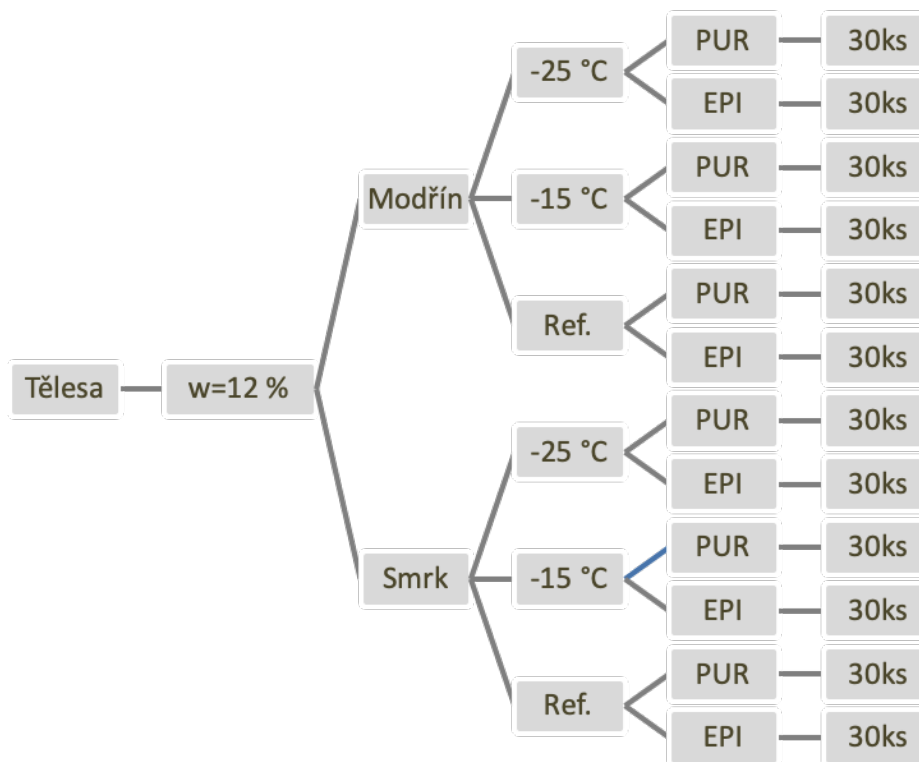 Tělesa
w=12 %
Modřín
-25 °C
PUR
30ks
EPI
30ks
-15 °C
PUR
30ks
EPI
30ks
Ref.
PUR
30ks
EPI
30ks
Smrk
-25 °C
PUR
30ks
EPI
30ks
-15 °C
PUR
30ks
EPI
30ks
Ref.
PUR
30ks
EPI
30ks